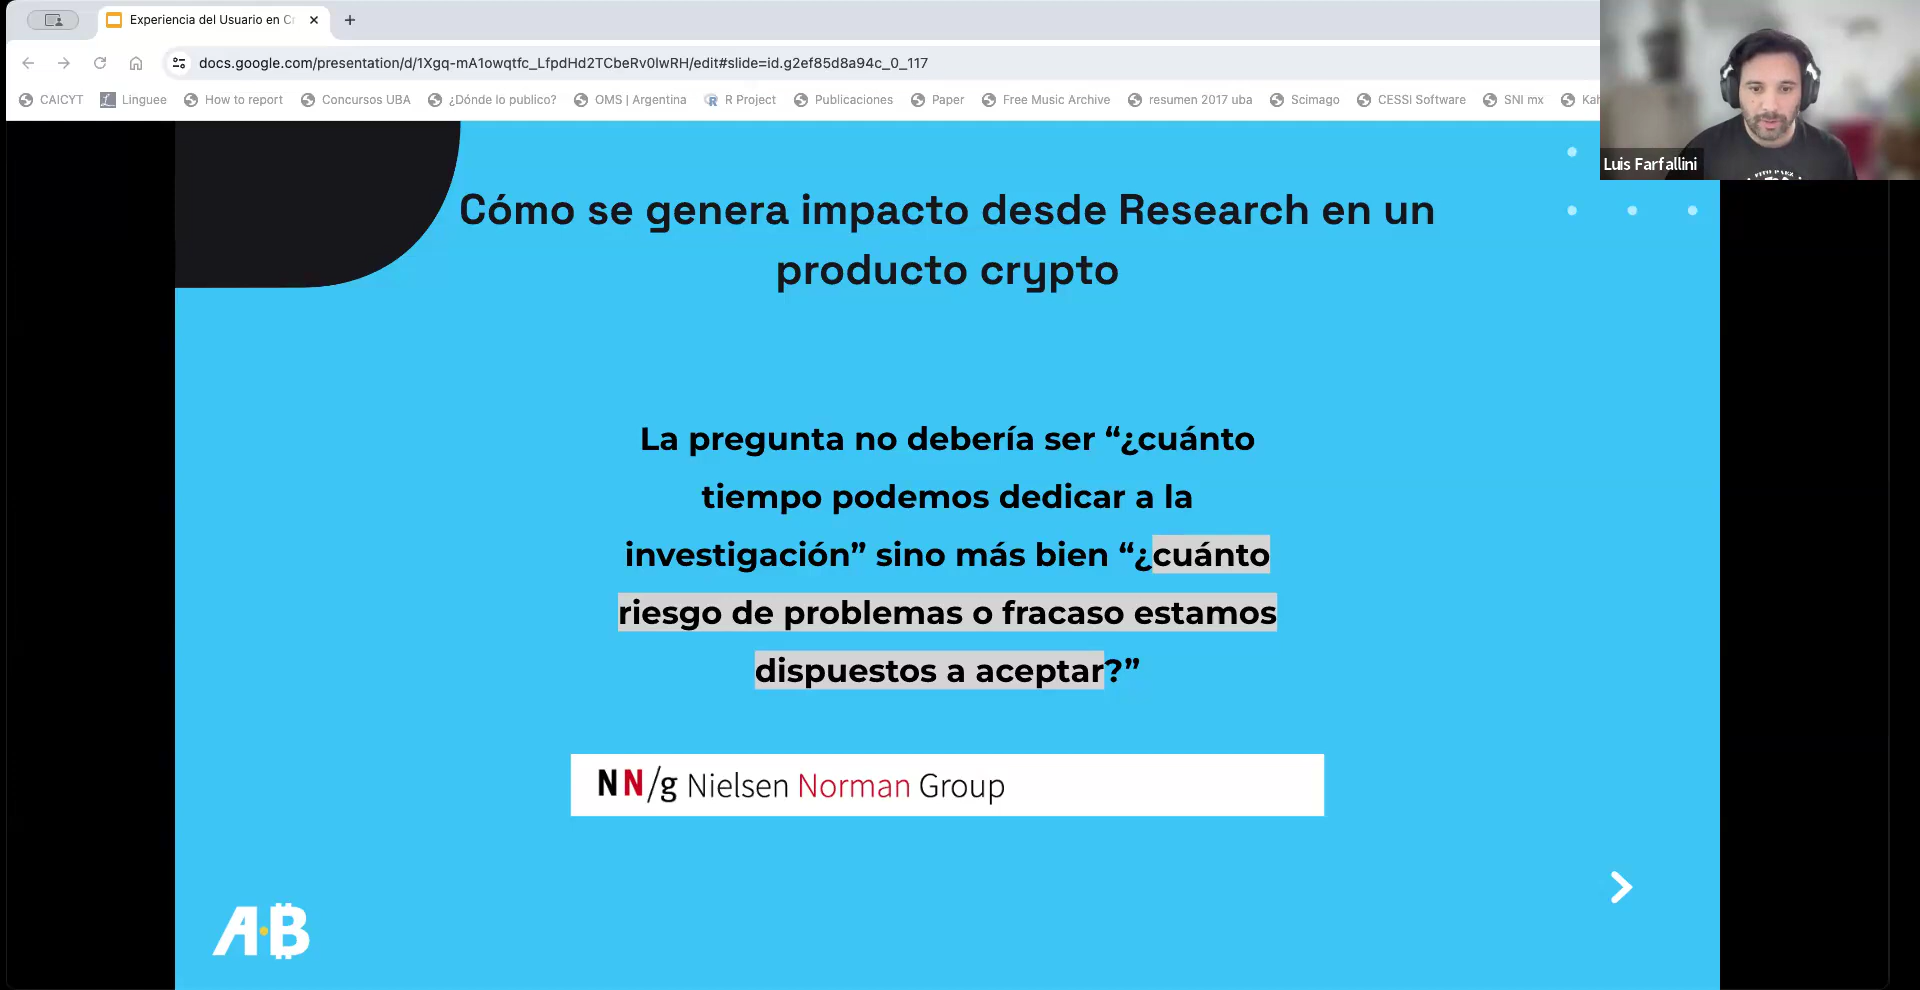 Experiencia del Usuario en C
docs.google.com/presentation/d/1Xgq-mA1owqtfc_LfpdHd2TCbeRv0IwRH/edit#slide=id.g2ef85d8a94c_0_117
CAICYT Linguee How to report Concursos UBA ¿Dónde lo publico? OMS | Argentina R Project Publicaciones Paper Free Music Archive resumen 2017 uba Scimago CESSI Software SNI mx
Luis Farfallini
Cómo se genera impacto desde Research en un
producto crypto
La pregunta no debería ser “¿cuánto
tiempo podemos dedicar a la
investigación” sino más bien “¿cuánto
riesgo de problemas o fracaso estamos
dispuestos a aceptar?”
NN/g Nielsen Norman Group
A·B